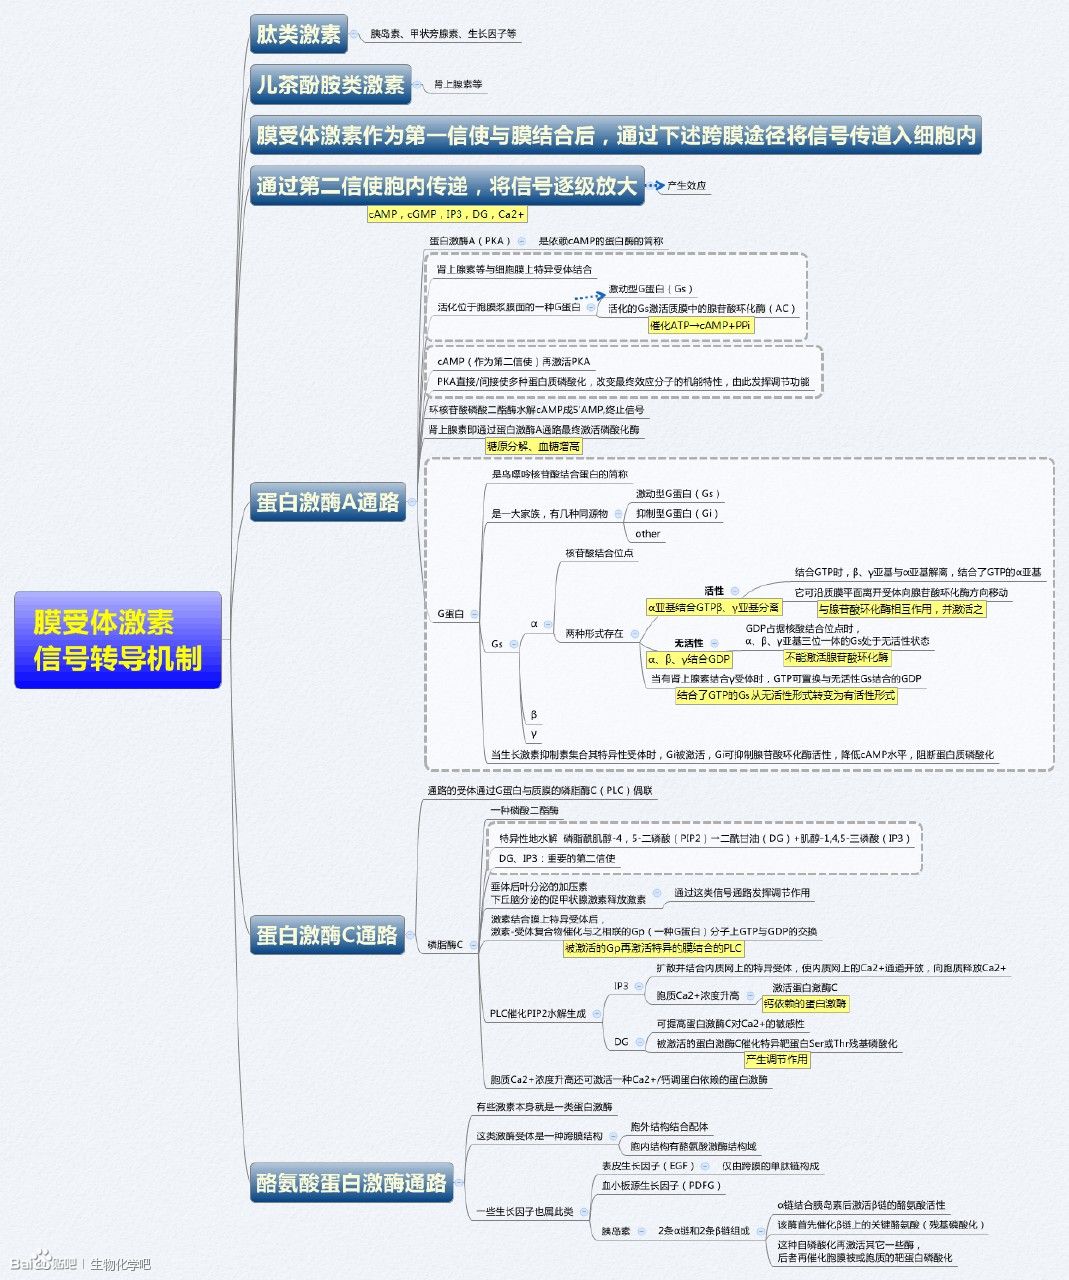 肽类激素
胰岛素、甲状旁腺素、生长因子等
儿茶酚胺类激素
肾上腺素等
膜受体激素作为第一信使与膜结合后，通过下述跨膜途径将信号传道入细胞内
通过第二信使胞内传递，将信号逐级放大
产生效应
cAMP，cGMP，IP3，DG，Ca2+
膜受体激素
信号转导机制
蛋白激酶A通路
蛋白激酶A（PKA）
是依赖cAMP的蛋白酶的简称
肾上腺素等与细胞膜上特异受体结合
活化位于胞膜浆膜面的一种G蛋白
激动型G蛋白（Gs）
活化的Gs激活质膜中的腺苷酸环化酶（AC）
催化ATP→cAMP+PPi
cAMP（作为第二信使）再激活PKA
PKA直接/间接使多种蛋白质磷酸化，改变最终效应分子的机能特性，由此发挥调节功能
环核苷酸磷酸二酯酶水解cAMP成5'AMP,终止信号
肾上腺素即通过蛋白激酶A通路最终激活磷酸化酶
糖原分解、血糖增高
G蛋白
是鸟嘌呤核苷酸结合蛋白的简称
是一大家族，有几种同源物
激动型G蛋白（Gs）
抑制型G蛋白（Gi）
other
Gs
α
核苷酸结合位点
两种形式存在
活性
α亚基结合GTPβ、γ亚基分离
结合GTP时，β、γ亚基与α亚基解离，结合了GTP的α亚基
它可沿质膜平面离开受体向腺苷酸环化酶方向移动
与腺苷酸环化酶相互作用，并激活之
无活性
α、β、γ结合GDP
GDP占据核酸结合位点时，
α、β、γ亚基三位一体的Gs处于无活性状态
不能激活腺苷酸环化酶
当有肾上腺素结合γ受体时，GTP可置换与无活性Gs结合的GDP
结合了GTP的Gs从无活性形式转变为有活性形式
β
γ
当生长激素抑制素集合其特异性受体时，Gi被激活，Gi可抑制腺苷酸环化酶活性，降低cAMP水平，阻断蛋白质磷酸化
蛋白激酶C通路
通路的受体通过G蛋白与质膜的磷脂酶C（PLC）偶联
磷脂酶C
一种磷酸二酯酶
特异性地水解 磷脂酰肌醇-4，5-二磷酸（PIP2）→二酰甘油（DG）+肌醇-1,4,5-三磷酸（IP3）
DG、IP3：重要的第二信使
垂体后叶分泌的加压素
下丘脑分泌的促甲状腺激素释放激素
通过这类信号通路发挥调节作用
激素结合膜上特异受体后，
激素-受体复合物催化与之相联的Gp（一种G蛋白）分子上GTP与GDP的交换
被激活的Gp再激活特异的膜结合的PLC
PLC催化PIP2水解生成
IP3
扩散并结合内质网上的特异受体，使内质网上的Ca2+通道开放，向胞质释放Ca2+
胞质Ca2+浓度升高
激活蛋白激酶C
钙依赖的蛋白激酶
DG
可提高蛋白激酶C对Ca2+的敏感性
被激活的蛋白激酶C催化特异靶蛋白Ser或Thr残基磷酸化
产生调节作用
胞质Ca2+浓度升高还可激活一种Ca2+/钙调蛋白依赖的蛋白激酶
酪氨酸蛋白激酶通路
有些激素本身就是一类蛋白激酶
这类激酶受体是一种跨膜结构
胞外结构结合配体
胞内结构有酪氨酸激酶结构域
一些生长因子也属此类
表皮生长因子（EGF）
仅由跨膜的单肽链构成
血小板源生长因子（PDFG）
胰岛素
2条α链和2条β链组成
α链结合胰岛素后激活β链的酪氨酸活性
该酶首先催化β链上的关键酪氨酸（残基磷酸化）
这种自磷酸化再激活其它一些酶，
后者再催化胞膜被或胞质的靶蛋白磷酸化
Bai 贴吧 | 生物化学吧